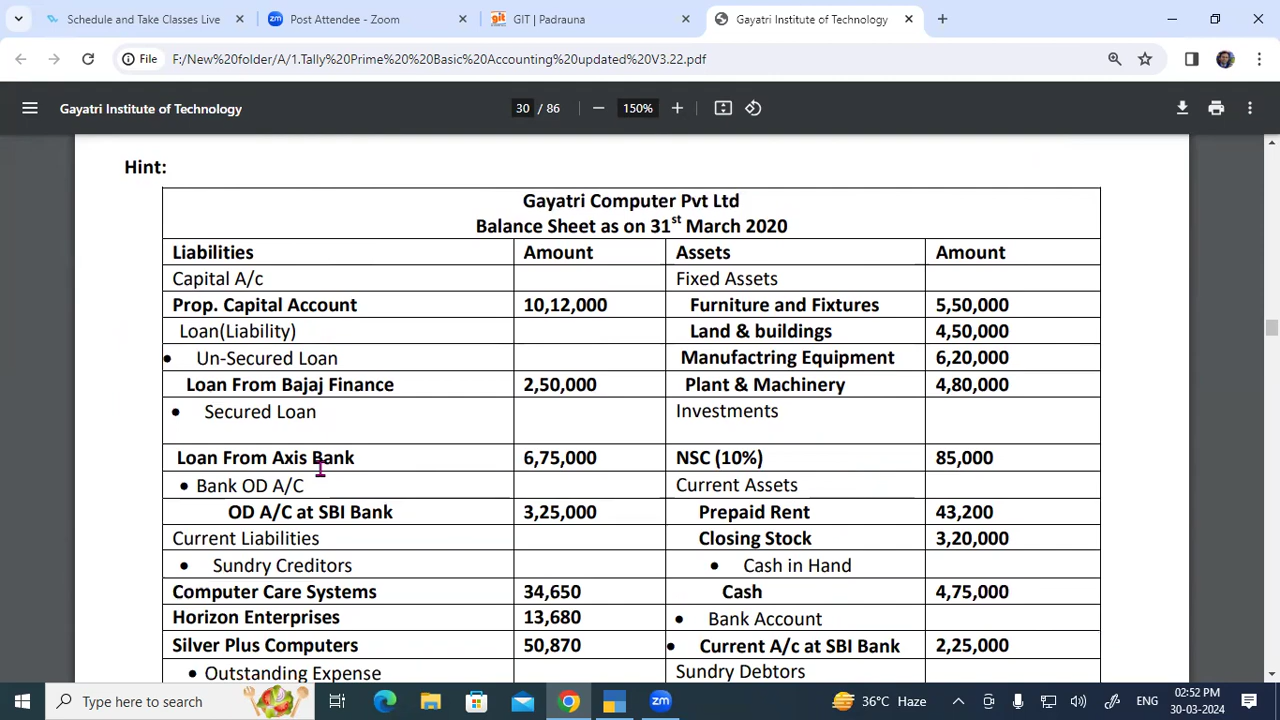 Schedule and Take Classes Live
Post Attendee - Zoom
GIT | Padrauna
Gayatri Institute of Technology
File
F:/New%20folder/A/1.Tally%20Prime%20%20Basic%20Accounting%20updated%20V3.22.pdf
Gayatri Institute of Technology
30 / 86
150%
Hint:
Gayatri Computer Pvt Ltd
Balance Sheet as on 31st March 2020
Liabilities Amount Assets Amount
Capital A/c Fixed Assets
Prop. Capital Account 10,12,000 Furniture and Fixtures 5,50,000
Loan(Liability) Land & buildings 4,50,000
• Un-Secured Loan Manufactring Equipment 6,20,000
Loan From Bajaj Finance 2,50,000 Plant & Machinery 4,80,000
• Secured Loan Investments
Loan From Axis Bank 6,75,000 NSC (10%) 85,000
• Bank OD A/C Current Assets
OD A/C at SBI Bank 3,25,000 Prepaid Rent 43,200
Current Liabilities Closing Stock 3,20,000
• Sundry Creditors • Cash in Hand
Computer Care Systems 34,650 Cash 4,75,000
Horizon Enterprises 13,680 • Bank Account
Silver Plus Computers 50,870 • Current A/c at SBI Bank 2,25,000
• Outstanding Expense Sundry Debtors
Type here to search
zm
36°C Haze
ENG
02:52 PM
30-03-2024